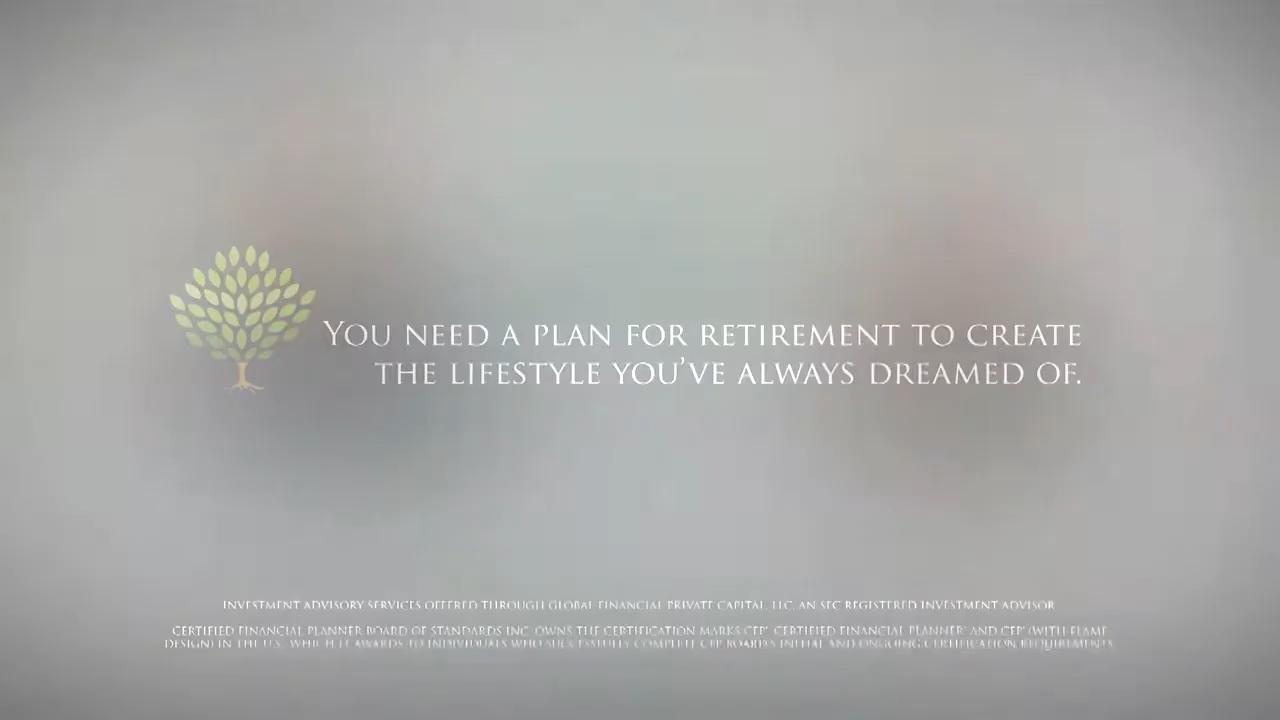 You need a plan for retirement to create
the lifestyle you've always dreamed of.
Investment advisory services offered through Global Financial Private Capital, LLC, an SEC registered investment advisor
Certified Financial Planner Board of Standards Inc. owns the certification marks CFP®, Certified Financial Planner™ and CFP® (with flame
design) in the U.S., which it awards to individuals who successfully complete CFP Board's initial and ongoing certification requirements.